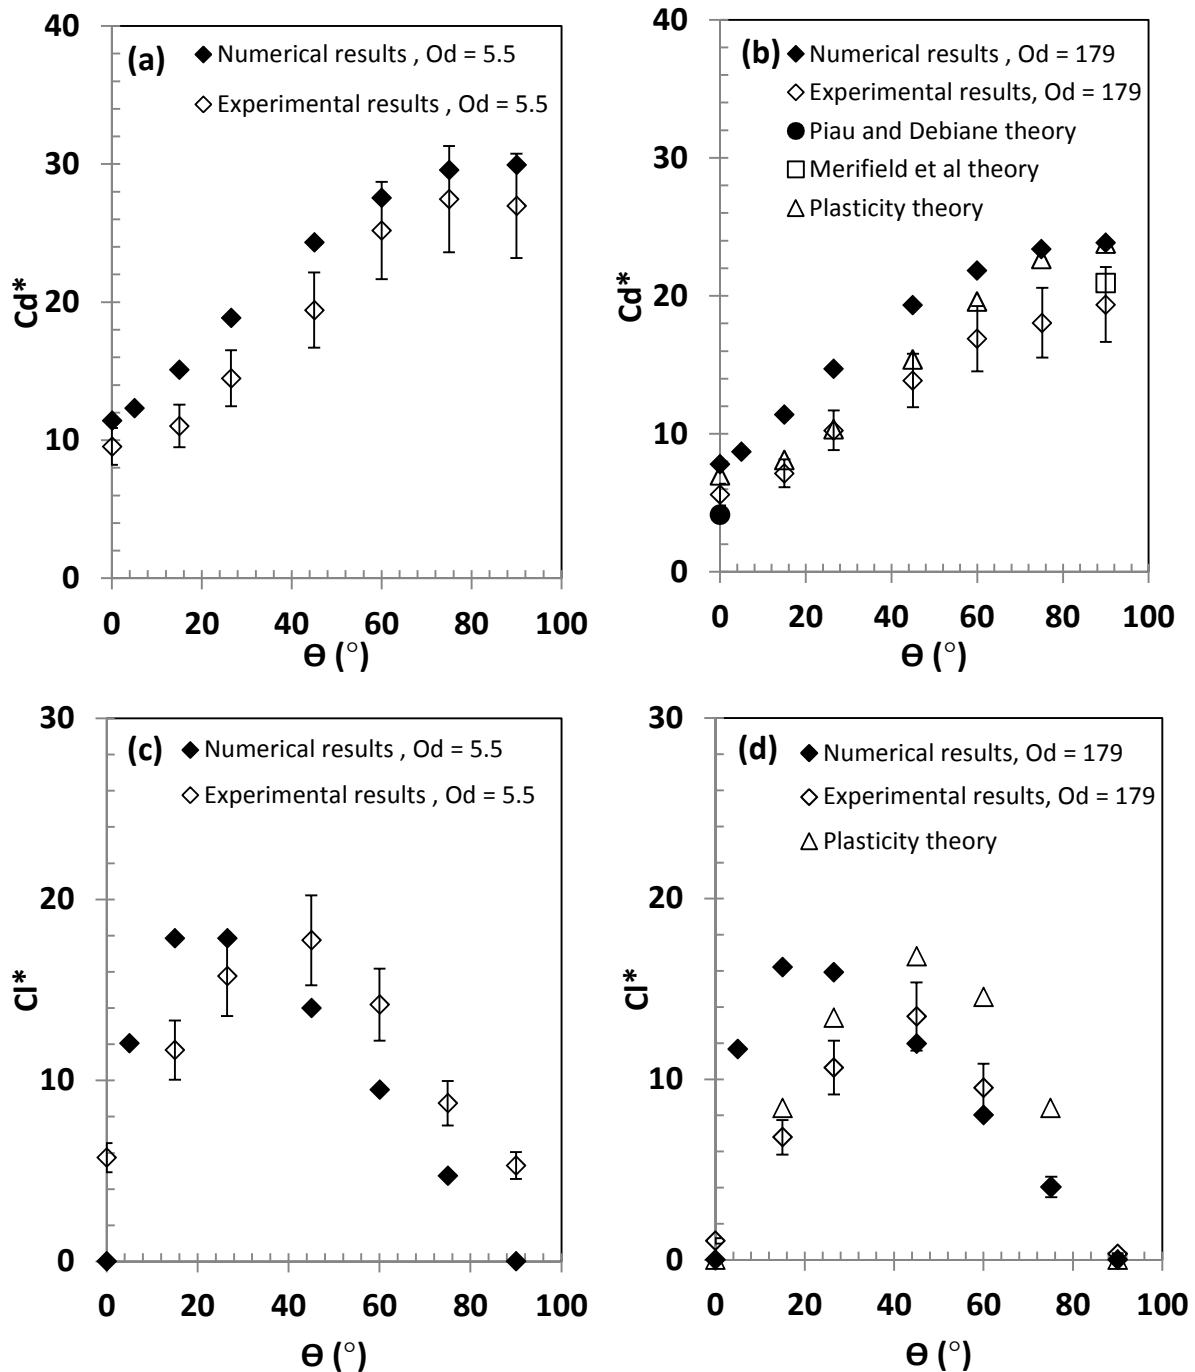 40
(a)
Numerical results , Od = 5.5
Experimental results , Od = 5.5
30
Cd*
20
10
0
0 20 40 60 80 100
Ɵ (°)
40
(b)
Numerical results , Od = 179
Experimental results, Od = 179
Piau and Debiane theory
Merifield et al theory
Plasticity theory
30
Cd*
20
10
0
0 20 40 60 80 100
Ɵ (°)
30
(c)
Numerical results , Od = 5.5
Experimental results , Od = 5.5
20
Cl*
10
0
0 20 40 60 80 100
Ɵ (°)
30
(d)
Numerical results, Od = 179
Experimental results, Od = 179
Plasticity theory
20
Cl*
10
0
0 20 40 60 80 100
Ɵ (°)